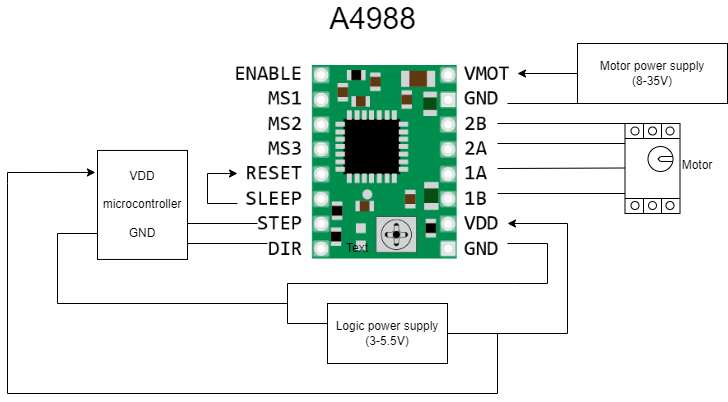 A4988
ENABLE
MS1
MS2
MS3
RESET
SLEEP
STEP
DIR
VMOT
GND
2B
2A
1A
1B
VDD
GND
Text
Motor power supply
(8-35V)
Motor
VDD
microcontroller
GND
Logic power supply
(3-5.5V)